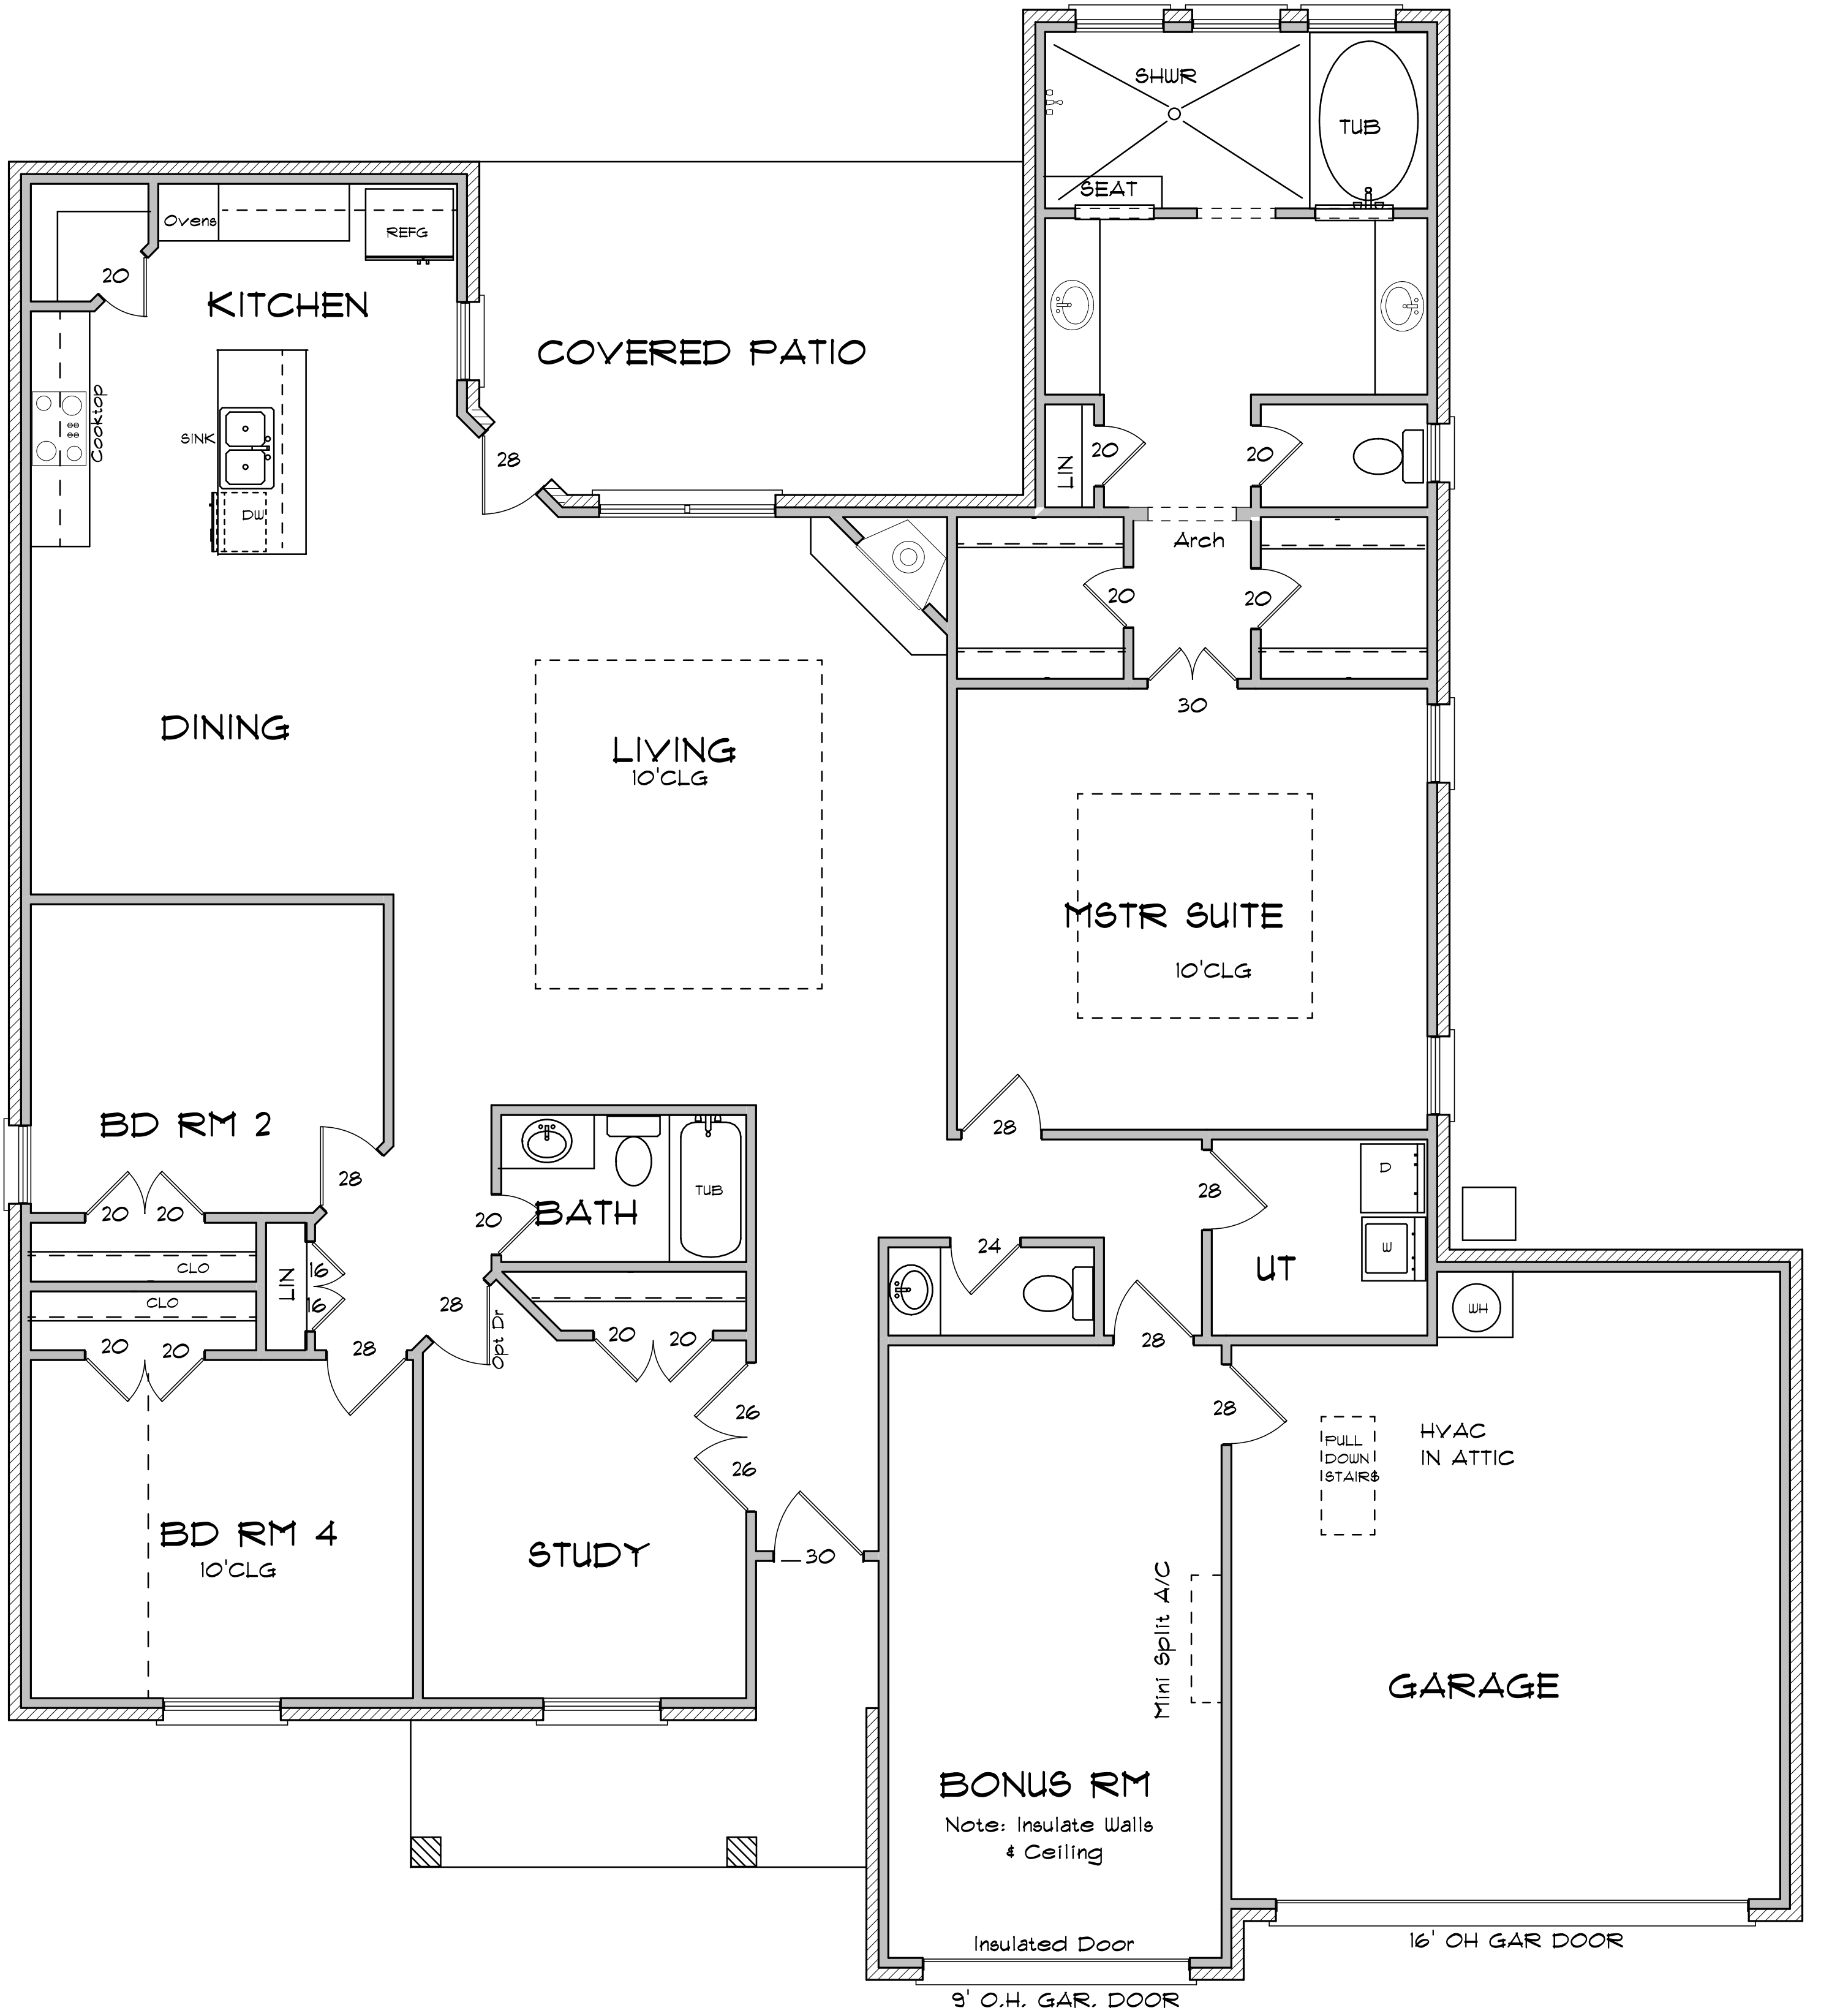 SHWR
TUB
SEAT
Ovens
REFG
20
KITCHEN
COVERED PATIO
Cooktop
SINK
DW
28
LIN
20
20
Arch
20
20
30
DINING
LIVING
10'CLG
MSTR SUITE
10'CLG
BD RM 2
28
28
20
20
CLO
CLO
20
20
LIN
16
16
28
28
Opt Dr
20
BATH
TUB
20
20
26
26
24
28
D
W
UT
28
WH
28
PULL
DOWN
STAIRS
HVAC
IN ATTIC
BD RM 4
10'CLG
STUDY
30
Mini Split A/C
GARAGE
BONUS RM
Note: Insulate Walls
& Ceiling
Insulated Door
9' O.H. GAR. DOOR
16' OH GAR DOOR